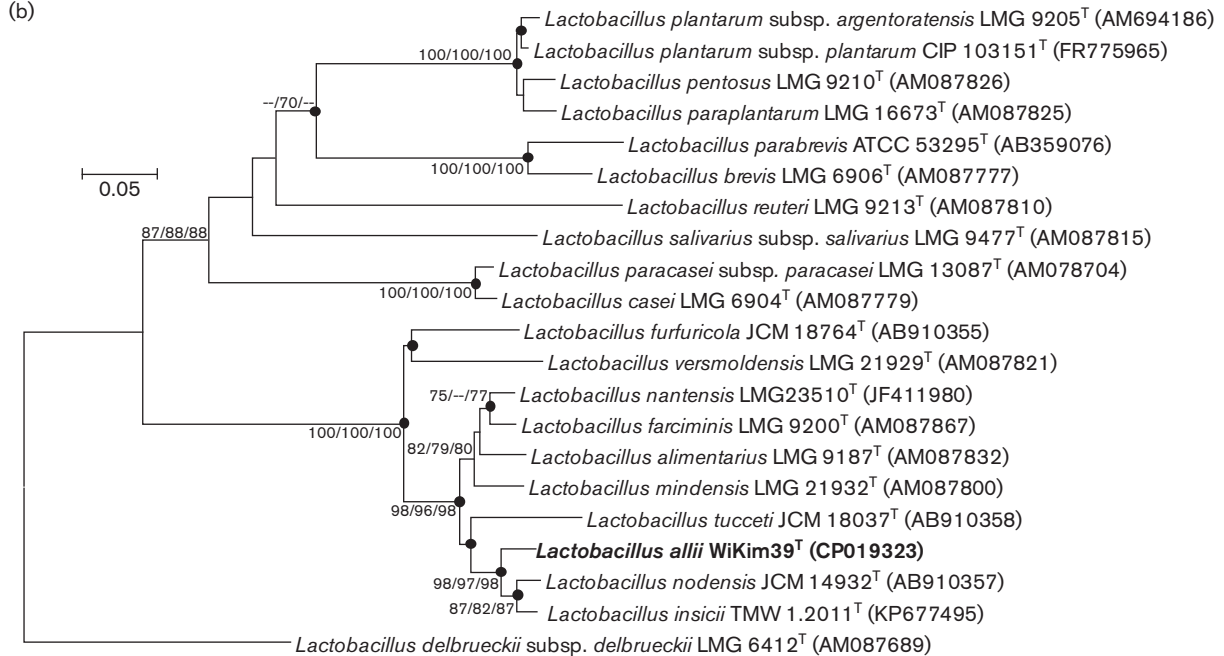 (b)
Lactobacillus plantarum subsp. argentoratensis LMG 9205T (AM694186)
Lactobacillus plantarum subsp. plantarum CIP 103151T (FR775965)
100/100/100
Lactobacillus pentosus LMG 9210T (AM087826)
--/70/--
Lactobacillus paraplantarum LMG 16673T (AM087825)
Lactobacillus parabrevis ATCC 53295T (AB359076)
100/100/100
Lactobacillus brevis LMG 6906T (AM087777)
0.05
Lactobacillus reuteri LMG 9213T (AM087810)
87/88/88
Lactobacillus salivarius subsp. salivarius LMG 9477T (AM087815)
Lactobacillus paracasei subsp. paracasei LMG 13087T (AM078704)
100/100/100
Lactobacillus casei LMG 6904T (AM087779)
Lactobacillus furfuricola JCM 18764T (AB910355)
Lactobacillus versmoldensis LMG 21929T (AM087821)
75/--/77
Lactobacillus nantensis LMG23510T (JF411980)
Lactobacillus farciminis LMG 9200T (AM087867)
100/100/100
82/79/80
Lactobacillus alimentarius LMG 9187T (AM087832)
Lactobacillus mindensis LMG 21932T (AM087800)
98/96/98
Lactobacillus tucceti JCM 18037T (AB910358)
Lactobacillus allii WiKim39T (CP019323)
98/97/98
Lactobacillus nodensis JCM 14932T (AB910357)
87/82/87
Lactobacillus insicii TMW 1.2011T (KP677495)
Lactobacillus delbrueckii subsp. delbrueckii LMG 6412T (AM087689)